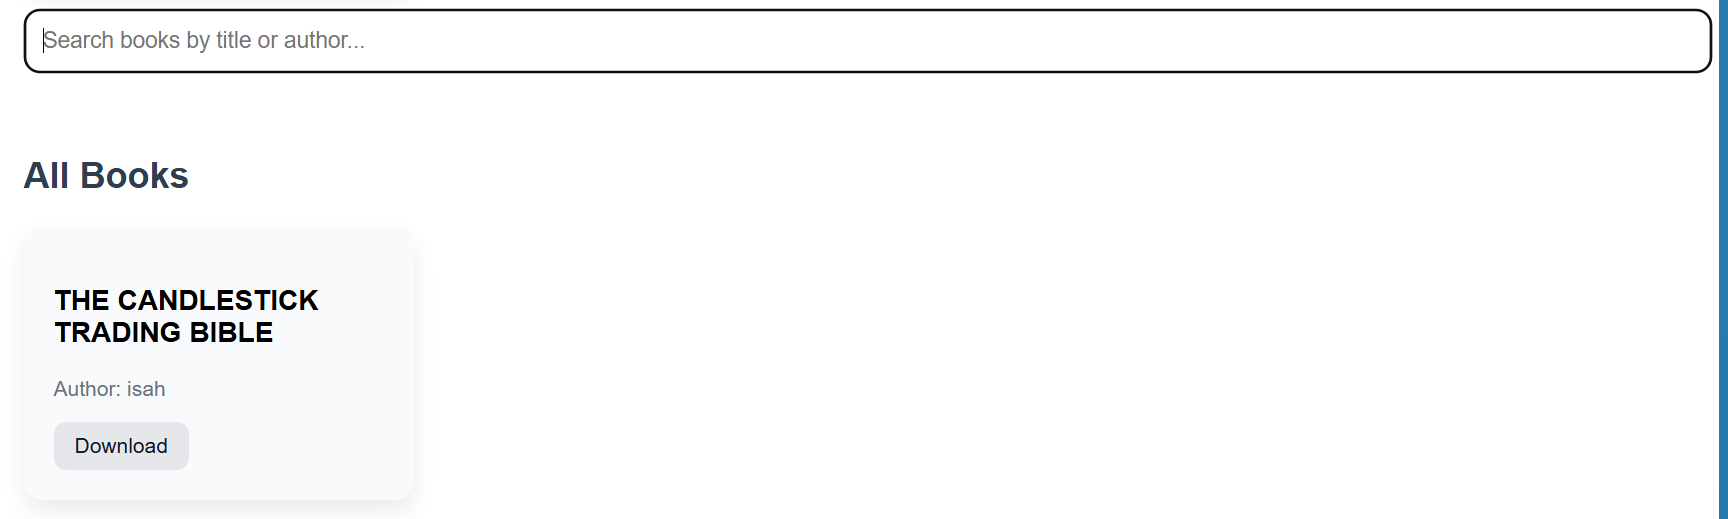 Search books by title or author...
All Books
THE CANDLESTICK
TRADING BIBLE
Author: isah
Download